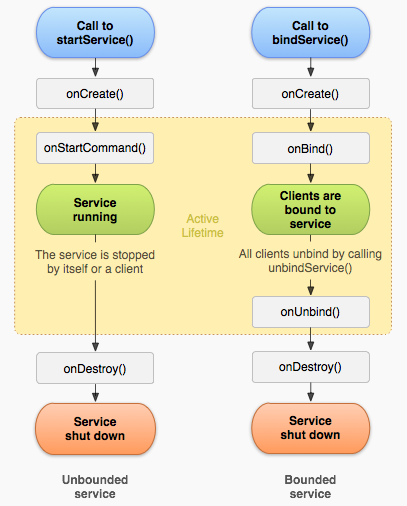 Call to
startService()
onCreate()
onStartCommand()
Service
running
The service is stopped
by itself or a client
onDestroy()
Service
shut down
Unbounded
service
Active
Lifetime
Call to
bindService()
onCreate()
onBind()
Clients are
bound to
service
All clients unbind by calling
unbindService()
onUnbind()
onDestroy()
Service
shut down
Bounded
service